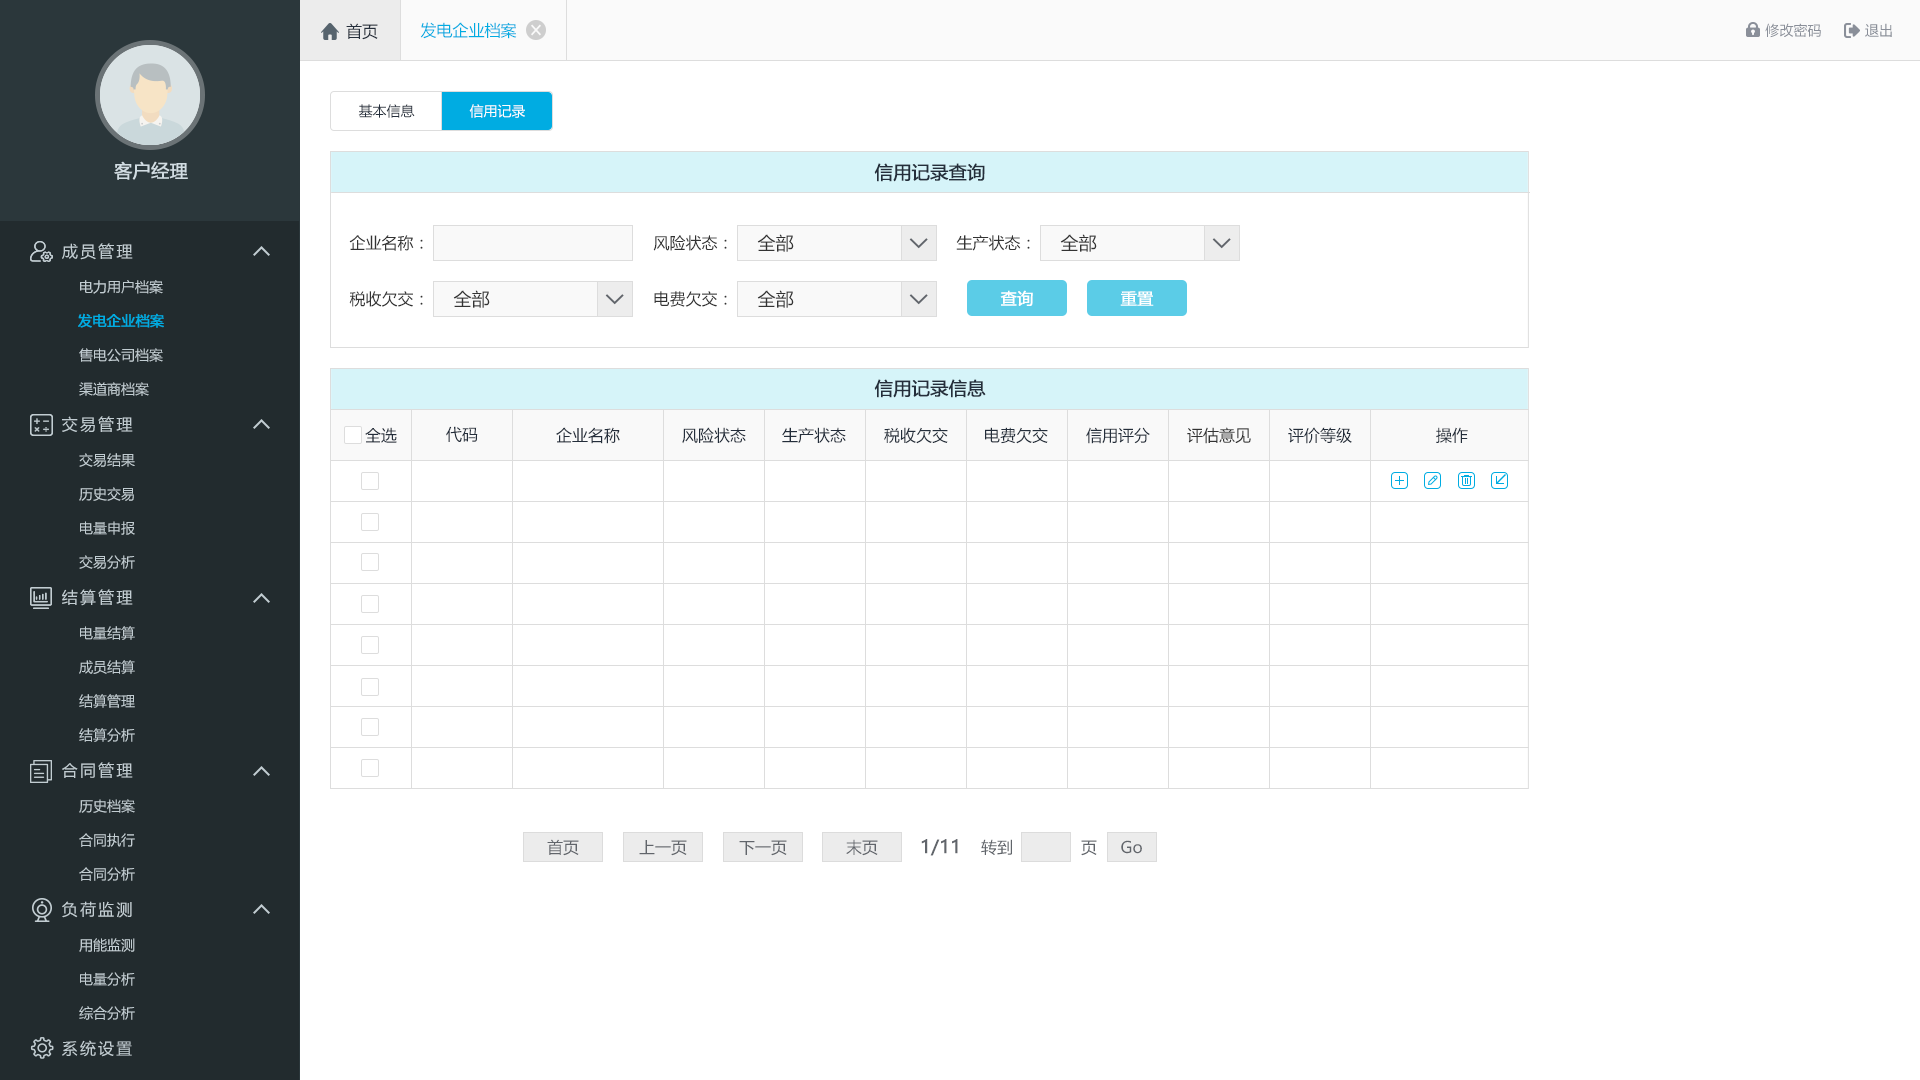 首页
发电企业档案
修改密码
退出
客户经理
成员管理
电力用户档案
发电企业档案
售电公司档案
渠道商档案
交易管理
交易结果
历史交易
电量申报
交易分析
结算管理
电量结算
成员结算
结算管理
结算分析
合同管理
历史档案
合同执行
合同分析
负荷监测
用能监测
电量分析
综合分析
系统设置
基本信息 信用记录
信用记录查询
企业名称： 风险状态：全部 生产状态：全部
税收欠交：全部 电费欠交：全部 查询 重置
信用记录信息
全选 代码 企业名称 风险状态 生产状态 税收欠交 电费欠交 信用评分 评估意见 评价等级 操作
首页 上一页 下一页 末页 1/11 转到 页 Go